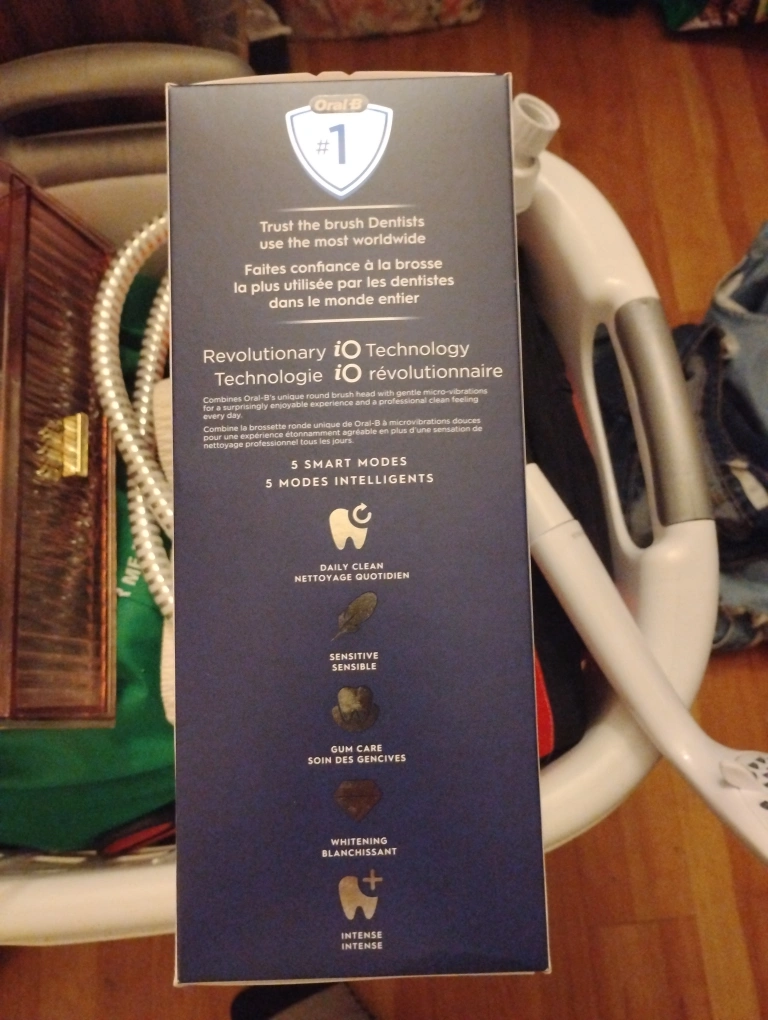 Oral-B
#1
Trust the brush Dentists
use the most worldwide
Faites confiance à la brosse
la plus utilisée par les dentistes
dans le monde entier
Revolutionary iO Technology
Technologie iO révolutionnaire
Combines Oral-B's unique round brush head with gentle micro-vibrations
for a surprisingly enjoyable experience and a professional clean feeling
every day.
Combine la brossette ronde unique de Oral-B à microvibrations douces
pour une expérience étonnamment agréable en plus d'une sensation de
nettoyage professionnel tous les jours.
5 SMART MODES
5 MODES INTELLIGENTS
DAILY CLEAN
NETTOYAGE QUOTIDIEN
SENSITIVE
SENSIBLE
GUM CARE
SOIN DES GENCIVES
WHITENING
BLANCHISSANT
INTENSE
INTENSE